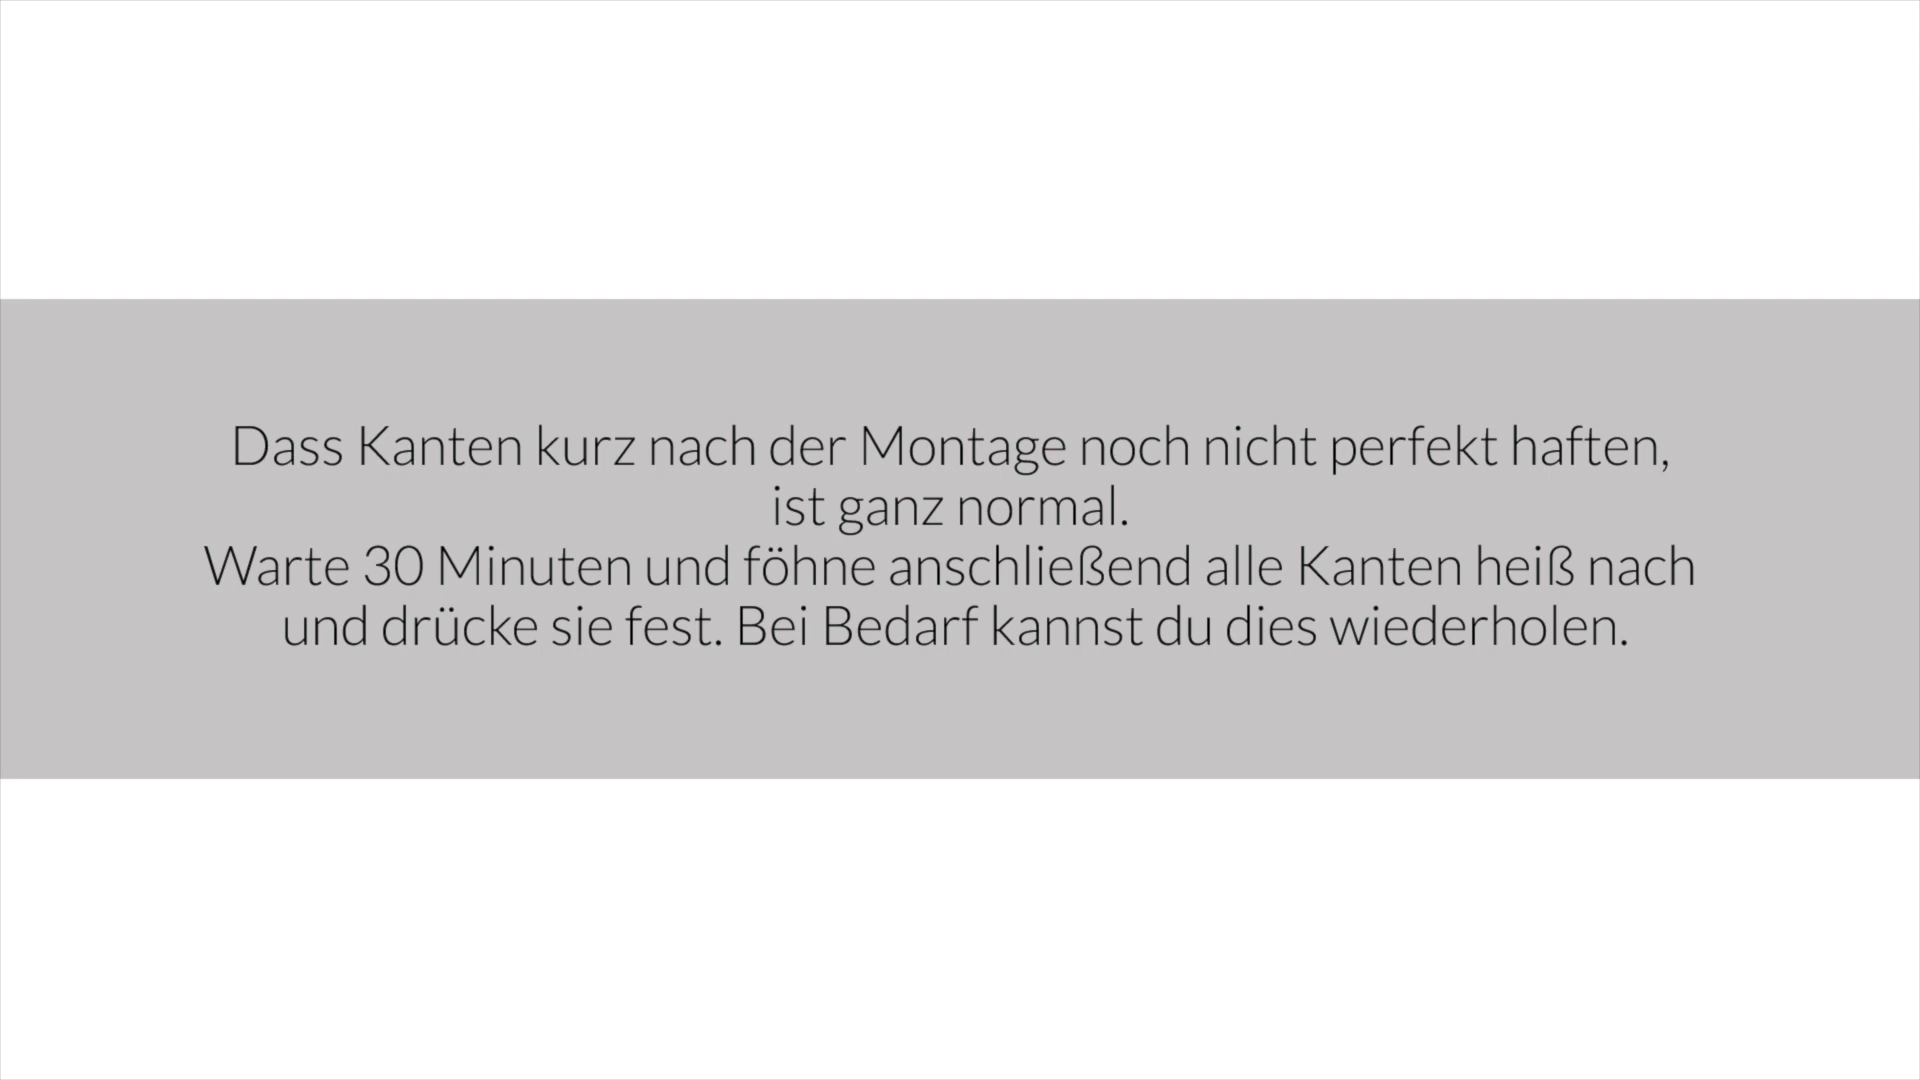 Dass Kanten kurz nach der Montage noch nicht perfekt haften,
ist ganz normal.
Warte 30 Minuten und föhne anschließend alle Kanten heiß nach
und drücke sie fest. Bei Bedarf kannst du dies wiederholen.